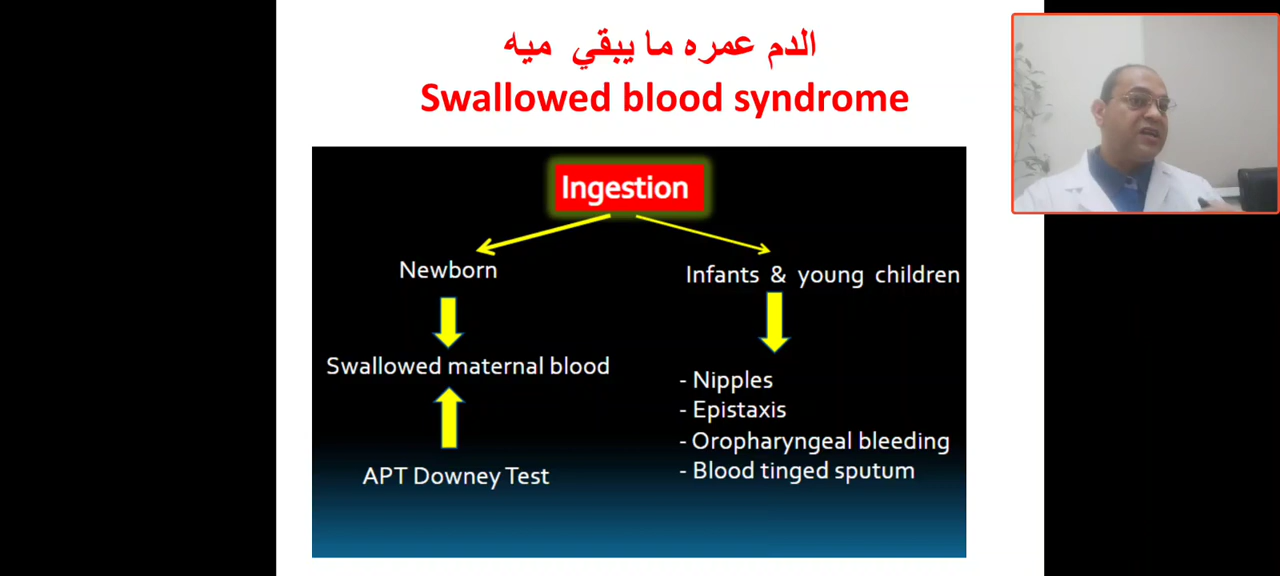 الدم عمره ما يبقي ميه
Swallowed blood syndrome
Ingestion
Newborn
Swallowed maternal blood
APT Downey Test
Infants & young children
- Nipples
- Epistaxis
- Oropharyngeal bleeding
- Blood tinged sputum